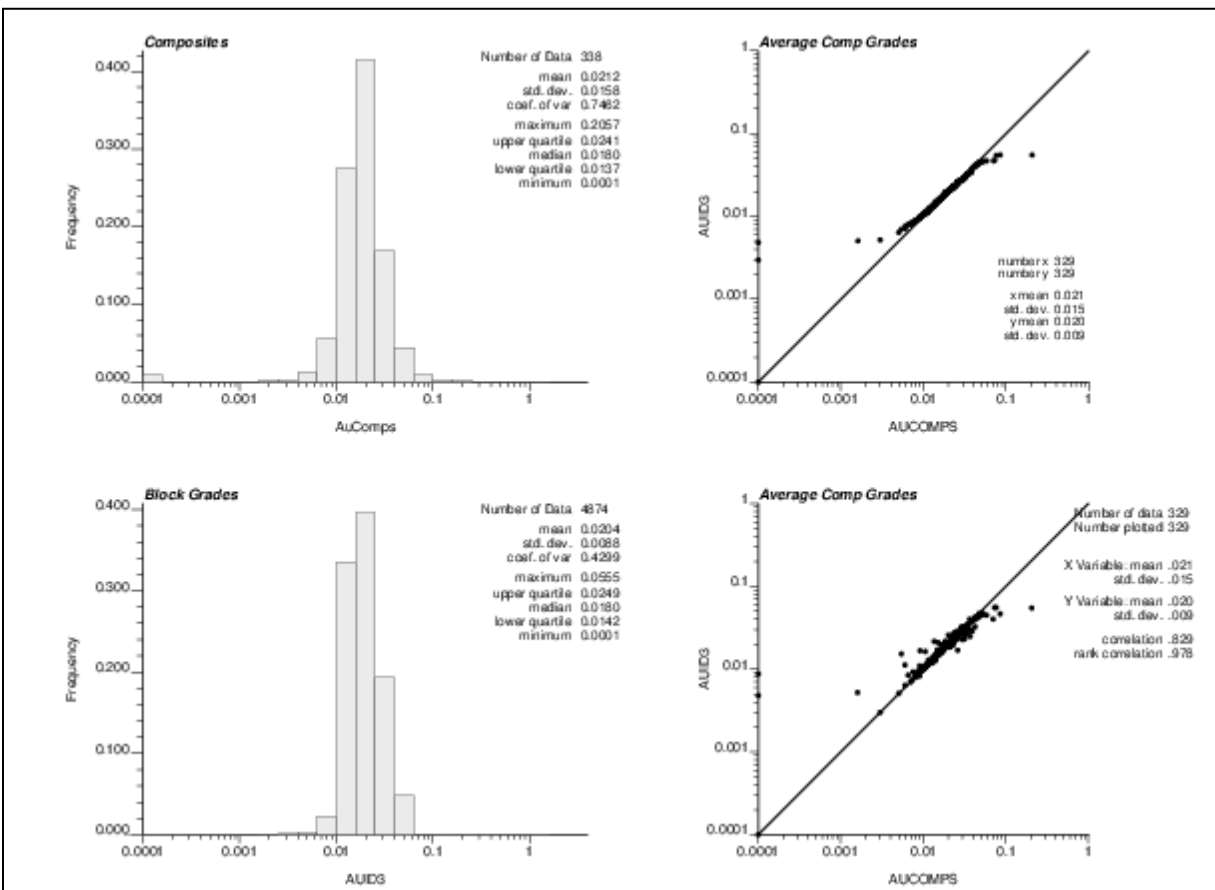 Composites
Number of Data 338
mean 0.0212
std. dev. 0.0158
coef. of var 0.7462
maximum 0.2057
upper quartile 0.0241
median 0.0180
lower quartile 0.0137
minimum 0.0001
Frequency
0.400
0.300
0.200
0.100
0.000
0.0001
0.001
0.01
0.1
1
AuComps
Average Comp Grades
AUID3
1
0.1
0.01
0.001
0.0001
number x 329
number y 329
x mean 0.021
std. dev. 0.015
y mean 0.020
std. dev. 0.009
0.0001
0.001
0.01
0.1
1
AUCOMPS
Block Grades
Number of Data 4874
mean 0.0204
std. dev. 0.0088
coef. of var 0.4299
maximum 0.0555
upper quartile 0.0249
median 0.0180
lower quartile 0.0142
minimum 0.0001
Frequency
0.400
0.300
0.200
0.100
0.000
0.0001
0.001
0.01
0.1
1
AUID3
Average Comp Grades
Number of data 329
Number plotted 329
X Variable: mean .021
std. dev. .015
Y Variable: mean .020
std. dev. .009
correlation .829
rank correlation .978
AUID3
1
0.1
0.01
0.001
0.0001
0.0001
0.001
0.01
0.1
1
AUCOMPS